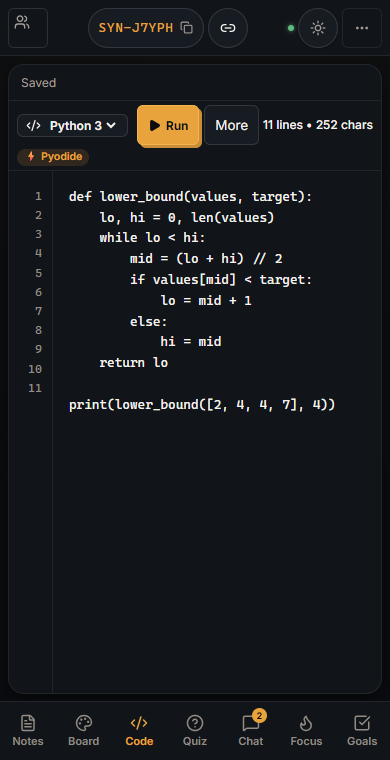 SYN-J7YPH
Saved
Python 3
Run
More
11 lines • 252 chars
Pyodide
1
2
3
4
5
6
7
8
9
10
11
def lower_bound(values, target):
    lo, hi = 0, len(values)
    while lo < hi:
        mid = (lo + hi) // 2
        if values[mid] < target:
            lo = mid + 1
        else:
            hi = mid
    return lo

print(lower_bound([2, 4, 4, 7], 4))
2
Notes Board Code Quiz Chat Focus Goals